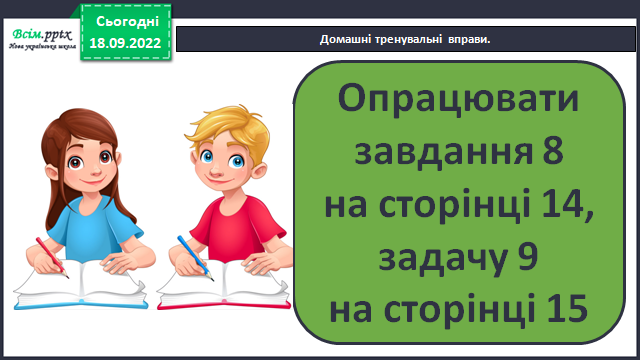 Всім.pptx
Нова українська школа
Сьогодні
18.09.2022
Домашні тренувальні вправи.
Опрацювати
завдання 8
на сторінці 14,
задачу 9
на сторінці 15